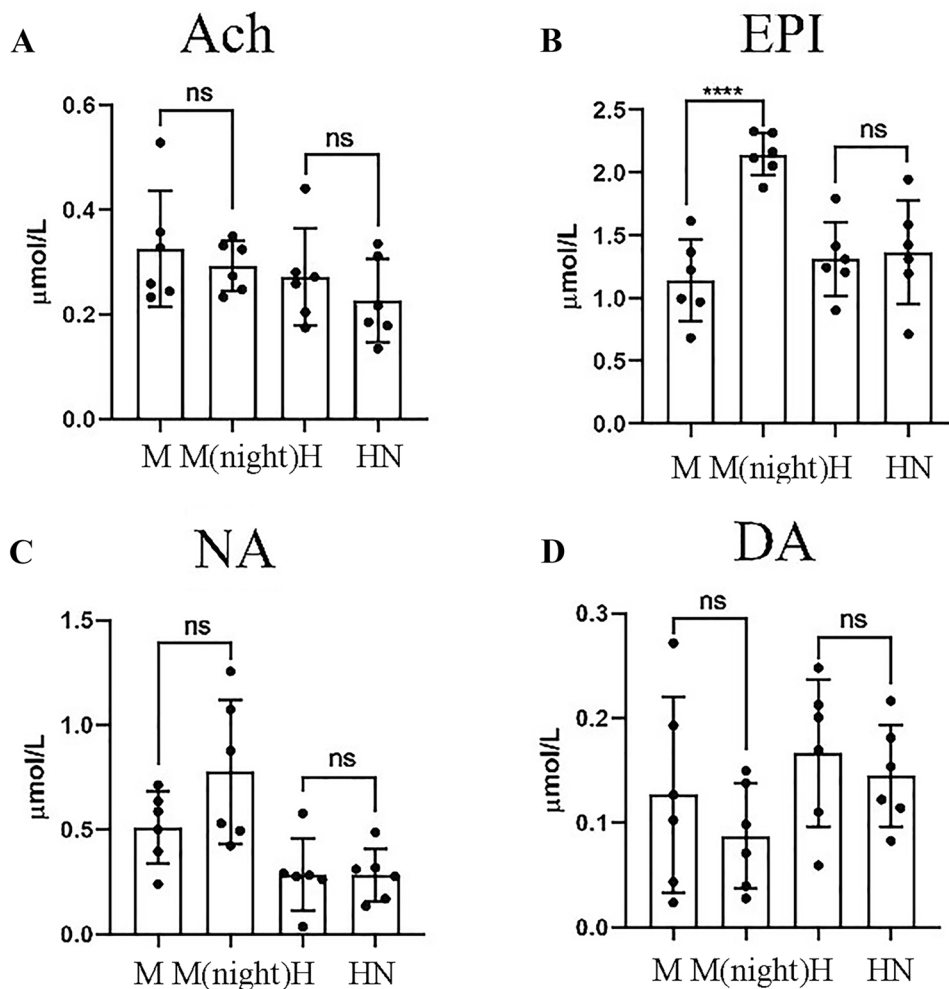 A Ach
ns
ns
0.6
0.4
0.2
0.0
μmol/L
M M(night)H HN
B EPI
****
ns
2.5
2.0
1.5
1.0
0.5
0.0
μmol/L
M M(night)H HN
C NA
ns
ns
1.5
1.0
0.5
0.0
μmol/L
M M(night)H HN
D DA
ns
ns
0.3
0.2
0.1
0.0
μmol/L
M M(night)H HN